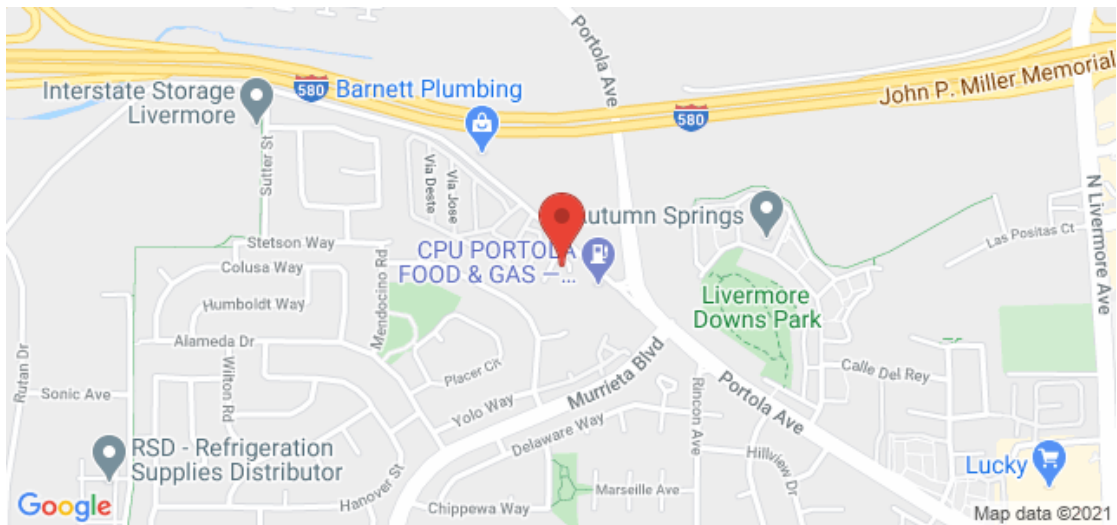 Portola Ave
John P. Miller Memorial
580
Barnett Plumbing
580
Interstate Storage
Livermore
Sutter St
Via Deste
Via Jose
N Livermore Ave
Autumn Springs
Las Positas Ct
Stetson Way
CPU PORTOLA
FOOD & GAS –...
Colusa Way
Mendocino Rd
Humboldt Way
Livermore
Downs Park
Alameda Dr
Rutan Dr
Wilton Rd
Placer Cir
Murrieta Blvd
Calle Del Rey
Sonic Ave
Yolo Way
Rincon Ave
Portola Ave
Delaware Way
RSD - Refrigeration
Supplies Distributor
Hillview Dr
Lucky
Hanover St
Marseille Ave
Chippewa Way
Google
Map data ©2021